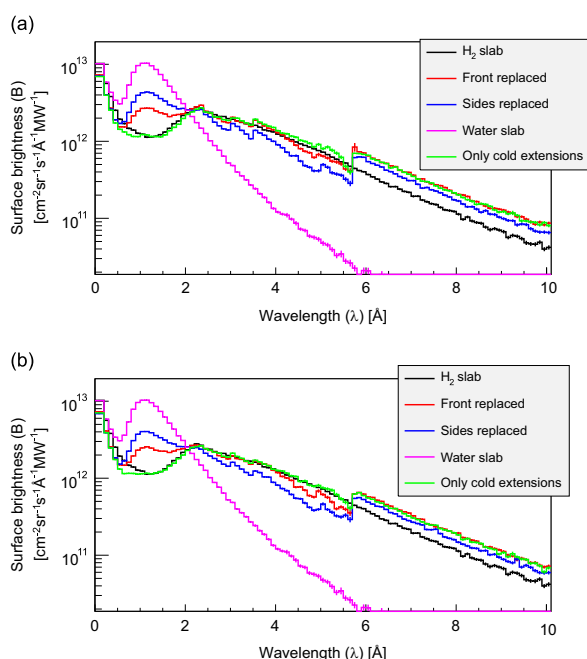 (a)
H₂ slab
Front replaced
Sides replaced
Water slab
Only cold extensions
Surface brightness (B)
[cm⁻²sr⁻¹s⁻¹Å⁻¹MW⁻¹]
10¹³
10¹²
10¹¹
0 2 4 6 8 10
Wavelength (λ) [Å]
(b)
H₂ slab
Front replaced
Sides replaced
Water slab
Only cold extensions
Surface brightness (B)
[cm⁻²sr⁻¹s⁻¹Å⁻¹MW⁻¹]
10¹³
10¹²
10¹¹
0 2 4 6 8 10
Wavelength (λ) [Å]